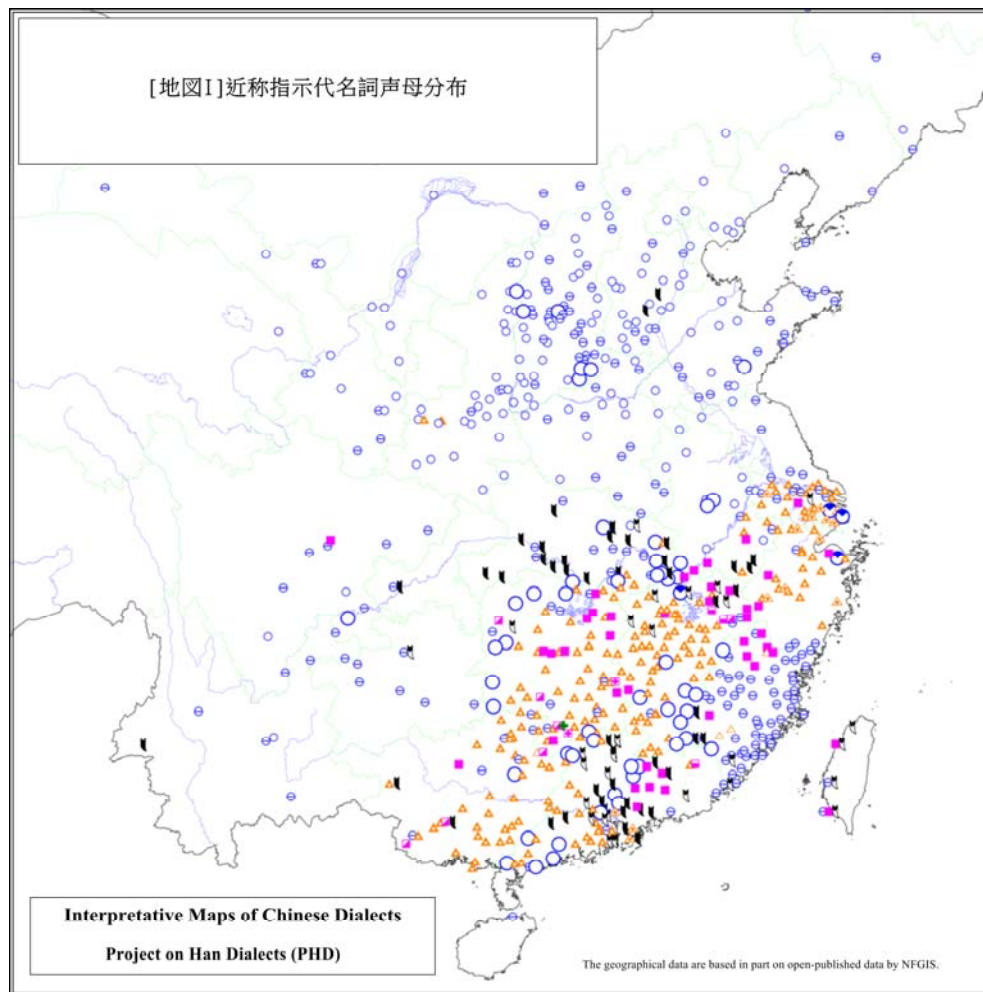 [地図I]近称指示代名詞声母分布
Interpretative Maps of Chinese Dialects
Project on Han Dialects (PHD)
The geographical data are based in part on open-published data by NFGIS.